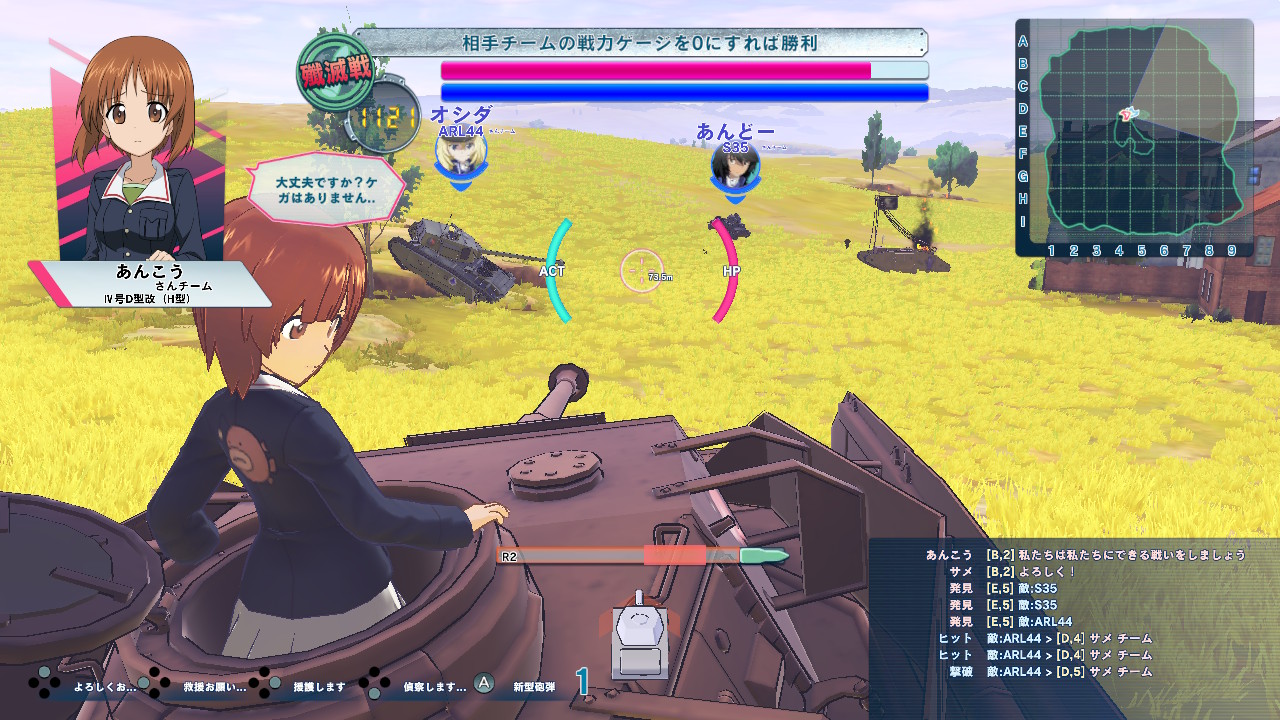 相手チームの戦力ゲージを0にすれば勝利
殲滅戦
1121
オシダ
ARL44
あんどー
S35
大丈夫ですか？ケ
ガはありません..
あんこう
さんチーム
Ⅳ号D型改（H型）
ACT
73.5m
HP
A
B
C
D
E
F
G
H
I
1 2 3 4 5 6 7 8 9
R2
あんこう [B,2] 私たちは私たちにできる戦いをしましょう
サメ [B,2] よろしく！
発見 [E,5] 敵:S35
発見 [E,5] 敵:S35
発見 [E,5] 敵:ARL44
ヒット 敵:ARL44 > [D,4] サメ チーム
ヒット 敵:ARL44 > [D,4] サメ チーム
撃破 敵:ARL44 > [D,5] サメ チーム
よろしくお... 救援お願い... 援護します 偵察します... A 新型砲弾 1